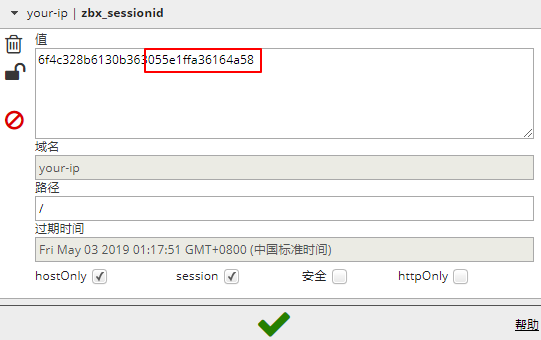 your-ip | zbx_sessionid
值
6f4c328b6130b363055e1ffa36164a58
域名
your-ip
路径
/
过期时间
Fri May 03 2019 01:17:51 GMT+0800 (中国标准时间)
hostOnly session 安全 httpOnly
帮助